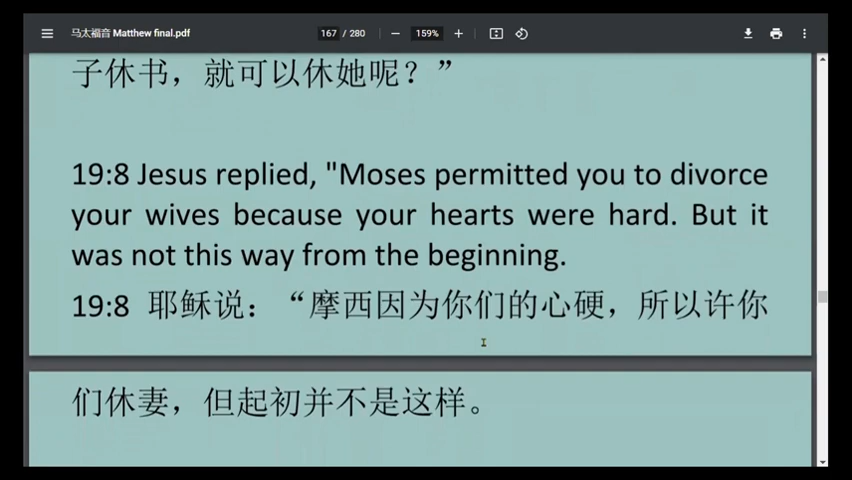 马太福音 Matthew final.pdf
167 / 280
159%
子休书，就可以休她呢？”
19:8 Jesus replied, "Moses permitted you to divorce
your wives because your hearts were hard. But it
was not this way from the beginning.
19:8 耶稣说：“摩西因为你们的心硬，所以许你
们休妻，但起初并不是这样。